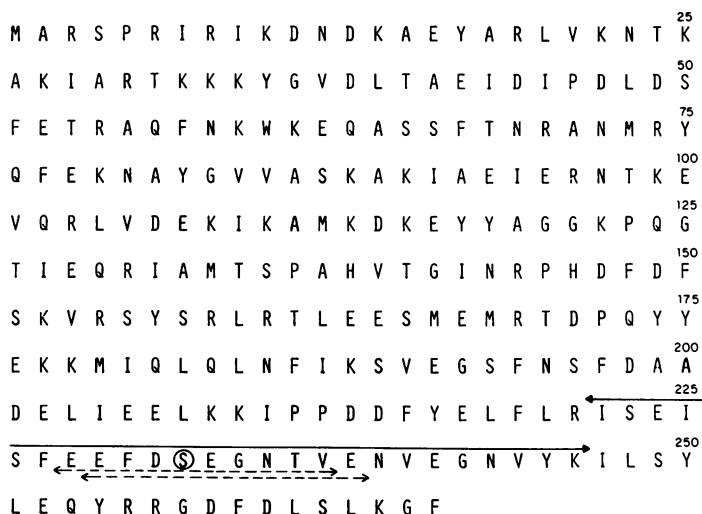 25
M A R S P R I R I K D N D K A E Y A R L V K N T K
50
A K I A R T K K K Y G V D L T A E I D I P D L D S
75
F E T R A Q F N K W K E Q A S S F T N R A N M R Y
100
Q F E K N A Y G V V A S K A K I A E I E R N T K E
125
V Q R L V D E K I K A M K D K E Y Y A G G K P Q G
150
T I E Q R I A M T S P A H V T G I N R P H D F D F
175
S K V R S Y S R L R T L E E S M E M R T D P Q Y Y
200
E K K M I Q L Q L N F I K S V E G S F N S F D A A
225
D E L I E E L K K I P P D D F Y E L F L R I S E I
250
S F E E F D S E G N T V E N V E G N V Y K I L S Y
L E Q Y R R G D F D L S L K G F